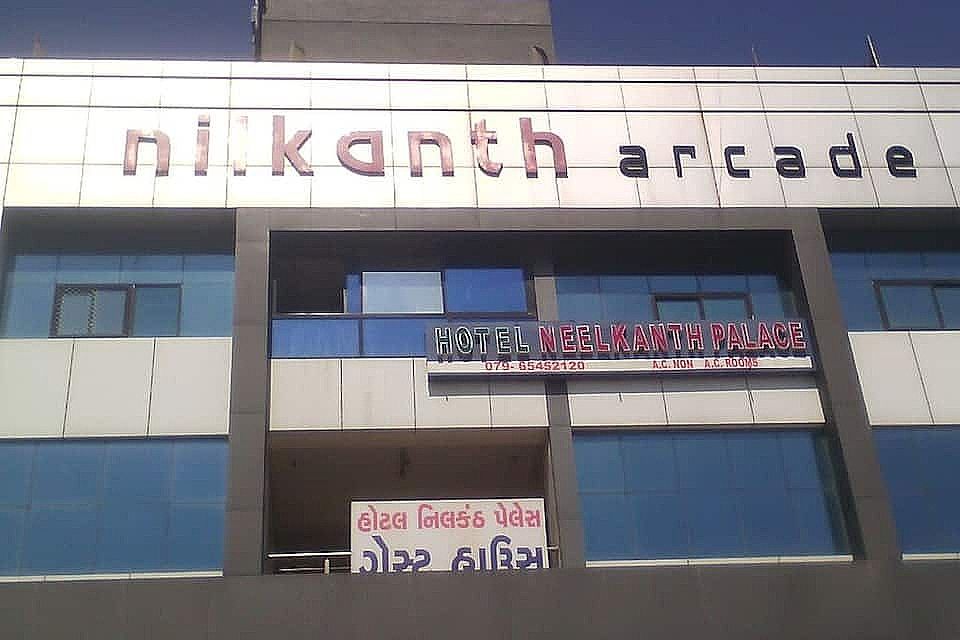 nilkanth arcade
HOTEL NEELKANTH PALACE
079- 65452120 A.C. NON A.C. ROOMS
હોટલ નિલકંઠ પેલેસ
ગેસ્ટ હાઉસ